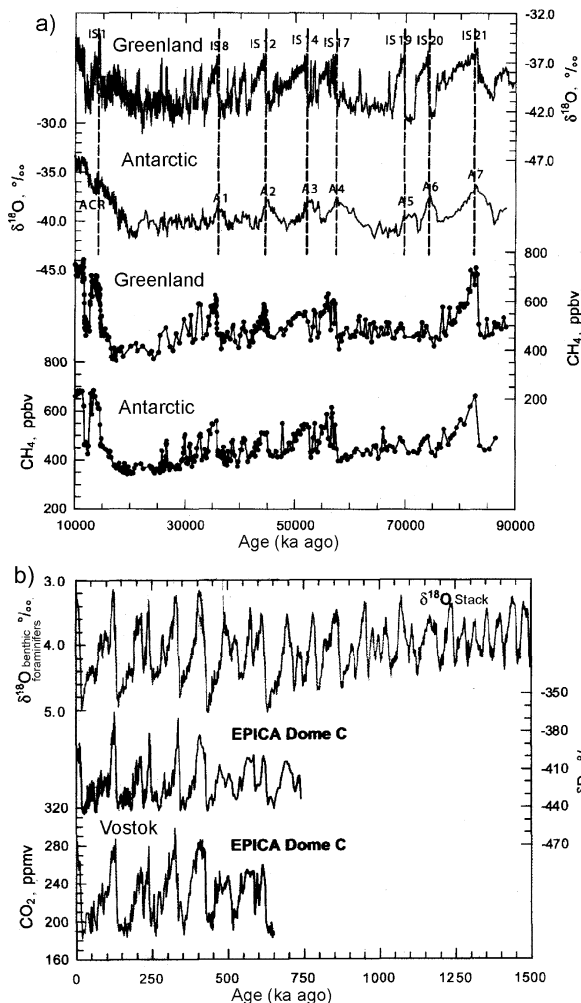 a)
IS1
Greenland
IS8
IS12
IS14
IS17
IS19
IS20
IS21
-32.0
-37.0
-42.0
-47.0
δ¹⁸O, °/oo
-30.0
-35.0
-40.0
-45.0
δ¹⁸O, °/oo
Antarctic
ACR
A1
A2
A3
A4
A5
A6
A7
Greenland
800
600
400
200
CH₄, ppbv
Antarctic
800
600
400
200
CH₄, ppbv
10000
30000
50000
70000
90000
Age (ka ago)
b)
3.0
4.0
5.0
δ¹⁸O benthic °/oo
foraminifers
δ¹⁸O Stack
-350
-380
-410
-440
-470
EPICA Dome C
320
280
240
200
160
CO₂, ppmv
Vostok
EPICA Dome C
0
250
500
750
1000
1250
1500
Age (ka ago)